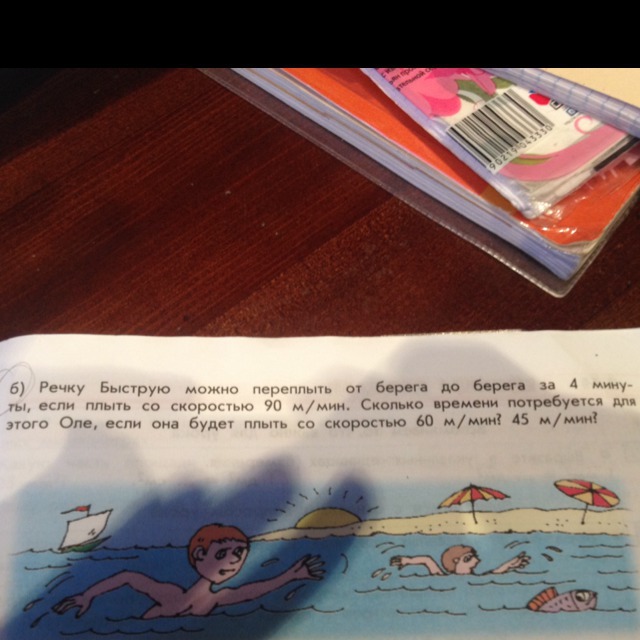 б) Речку Быструю можно переплыть от берега до берега за 4 мину-
ты, если плыть со скоростью 90 м/мин. Сколько времени потребуется для
этого Оле, если она будет плыть со скоростью 60 м/мин? 45 м/мин?